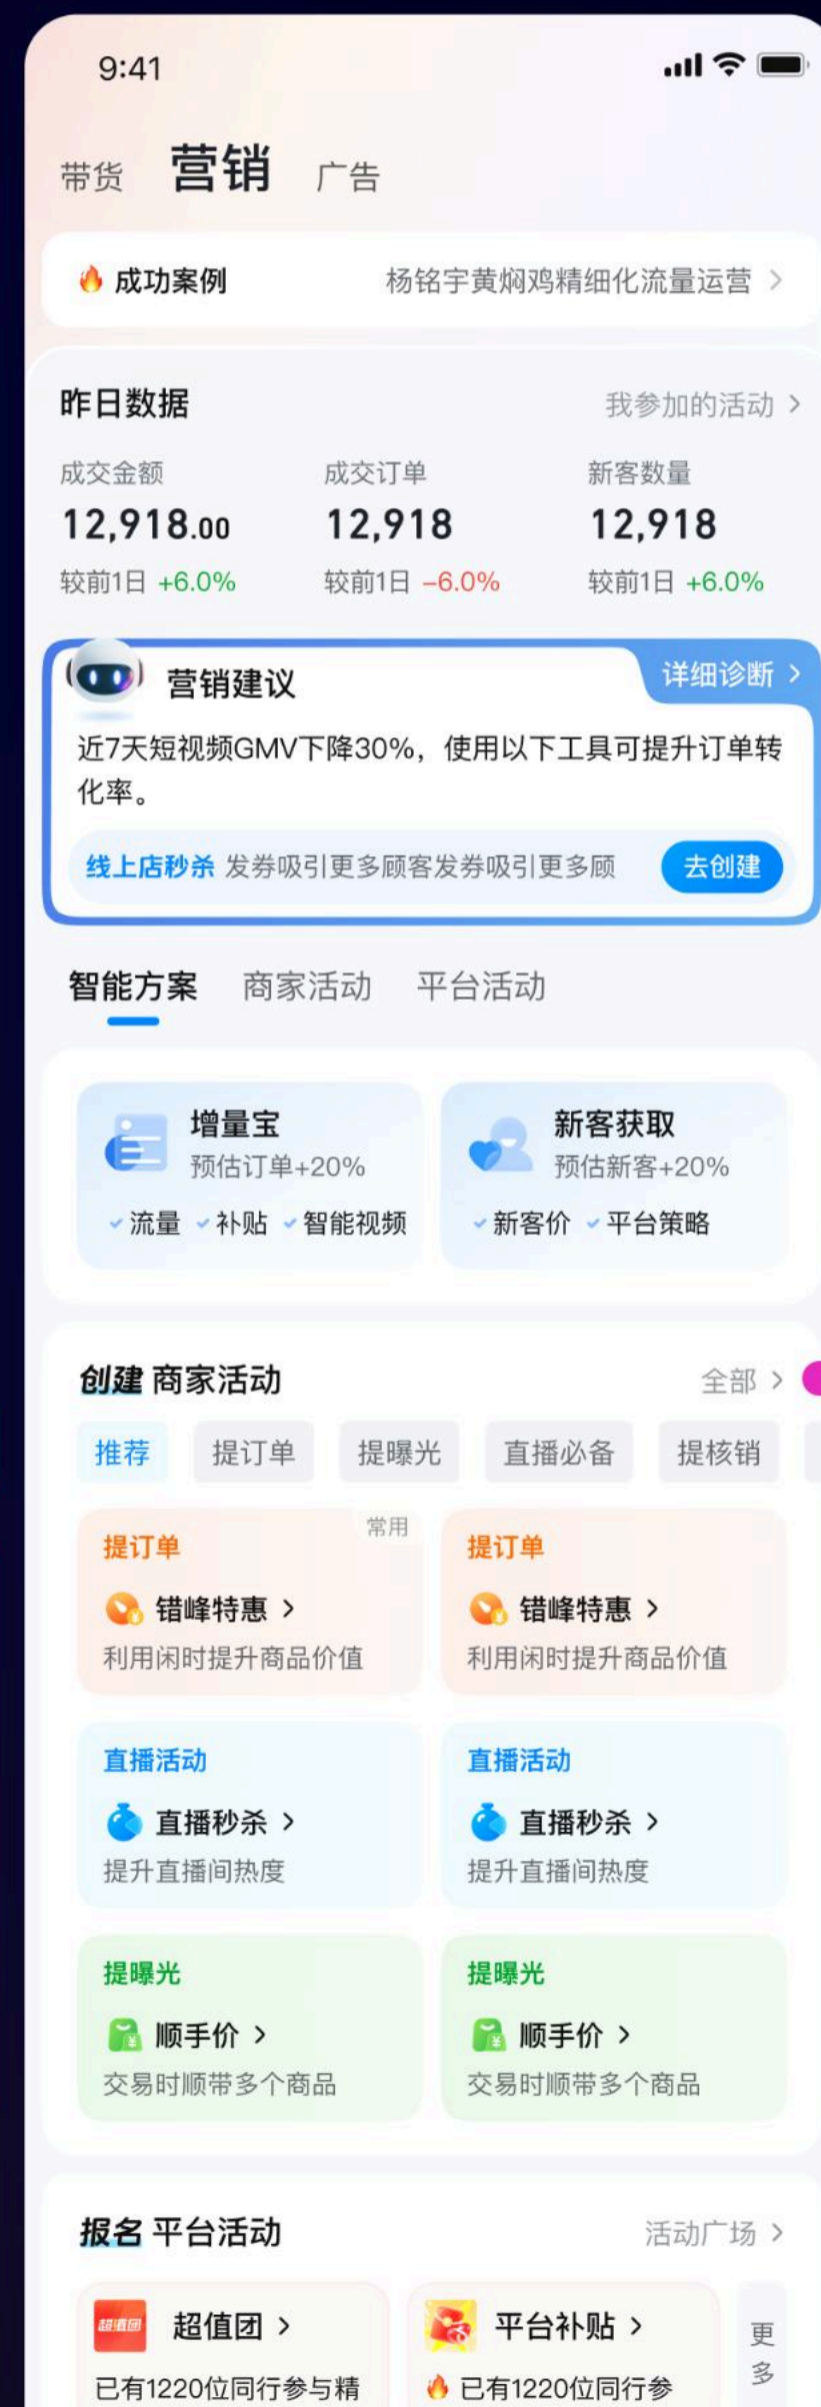 9:41
带货 营销 广告
成功案例 杨铭宇黄焖鸡精细化流量运营
昨日数据 我参加的活动
成交金额 成交订单 新客数量
12,918.00 12,918 12,918
较前1日 +6.0% 较前1日 -6.0% 较前1日 +6.0%
营销建议 详细诊断
近7天短视频GMV下降30%，使用以下工具可提升订单转
化率。
线上店秒杀 发券吸引更多顾客发券吸引更多顾 去创建
智能方案 商家活动 平台活动
增量宝 新客获取
预估订单+20% 预估新客+20%
流量 补贴 智能视频 新客价 平台策略
创建 商家活动 全部
推荐 提订单 提曝光 直播必备 提核销
提订单 常用 提订单
错峰特惠 错峰特惠
利用闲时提升商品价值 利用闲时提升商品价值
直播活动 直播活动
直播秒杀 直播秒杀
提升直播间热度 提升直播间热度
提曝光 提曝光
顺手价 顺手价
交易时顺带多个商品 交易时顺带多个商品
报名 平台活动 活动广场
超值团 超值团 平台补贴 更多
已有1220位同行参与精 已有1220位同行参